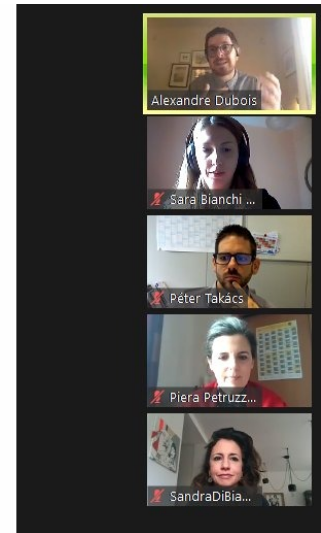 Alexandre Dubois
Sara Bianchi ...
Péter Takács
Piera Petruzz...
SandraDiBia...